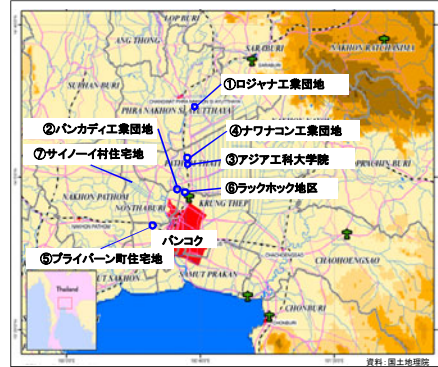 LOP BURI
ANG THONG
SARABURI
NAKHON RATCHASIMA
SUPHAN BURI
①ロジャナ工業団地
PHRA NAKHON SI AYUTTHAYA
②バンカディ工業団地
④ナワナコン工業団地
⑦サイノーイ村住宅地
③アジア工科大学院
PRACHIN BURI
⑥ラックホック地区
NAKHON PATHOM
KRUNG THEP
NONTHABURI
NAKHON PATHOM
バンコク
⑤プライバーン町住宅地
CHACHOENGSAO
CHAOHOENGSAO
SAMUT PRAKAN
Thailand
CHONBURI
CHONBURI
資料:国土地理院